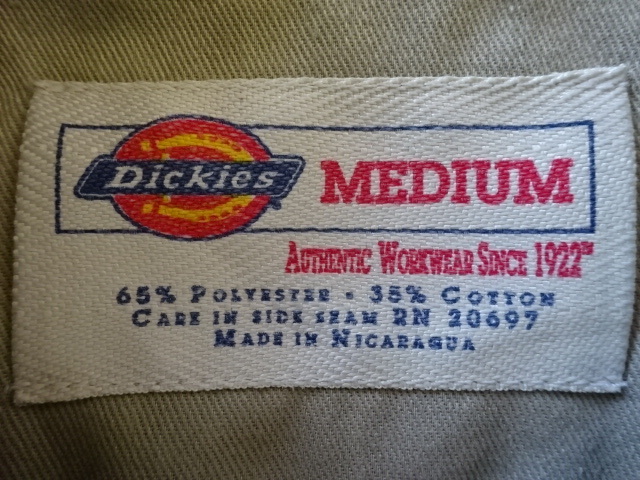 Dickies MEDIUM
AUTHENTIC WORKWEAR SINCE 1922™
65% POLYESTER • 35% COTTON
CARE IN SIDE SEAM RN 20697
MADE IN NICARAGUA